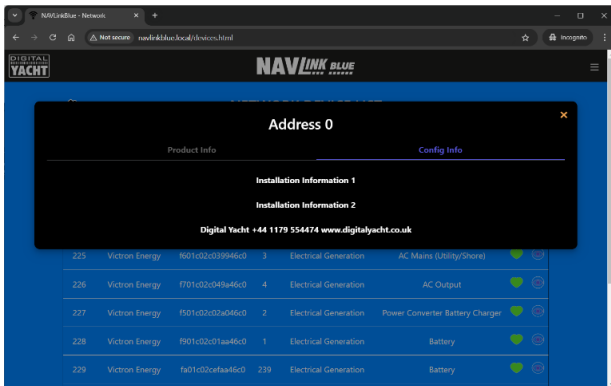 NAVLinkBlue - Network
Not secure navlinkblue.local/devices.html
Incognito
DIGITAL
YACHT
NAVLINK BLUE
Address 0
Product Info Config Info
Installation Information 1
Installation Information 2
Digital Yacht +44 1179 554474 www.digitalyacht.co.uk
225 Victron Energy f601c02c039946c0 3 Electrical Generation AC Mains (Utility/Shore)
226 Victron Energy f701c02c049a46c0 4 Electrical Generation AC Output
227 Victron Energy f501c02c02a046c0 2 Electrical Generation Power Converter Battery Charger
228 Victron Energy f901c02c01aa46c0 1 Electrical Generation Battery
229 Victron Energy fa01c02cefaa46c0 239 Electrical Generation Battery